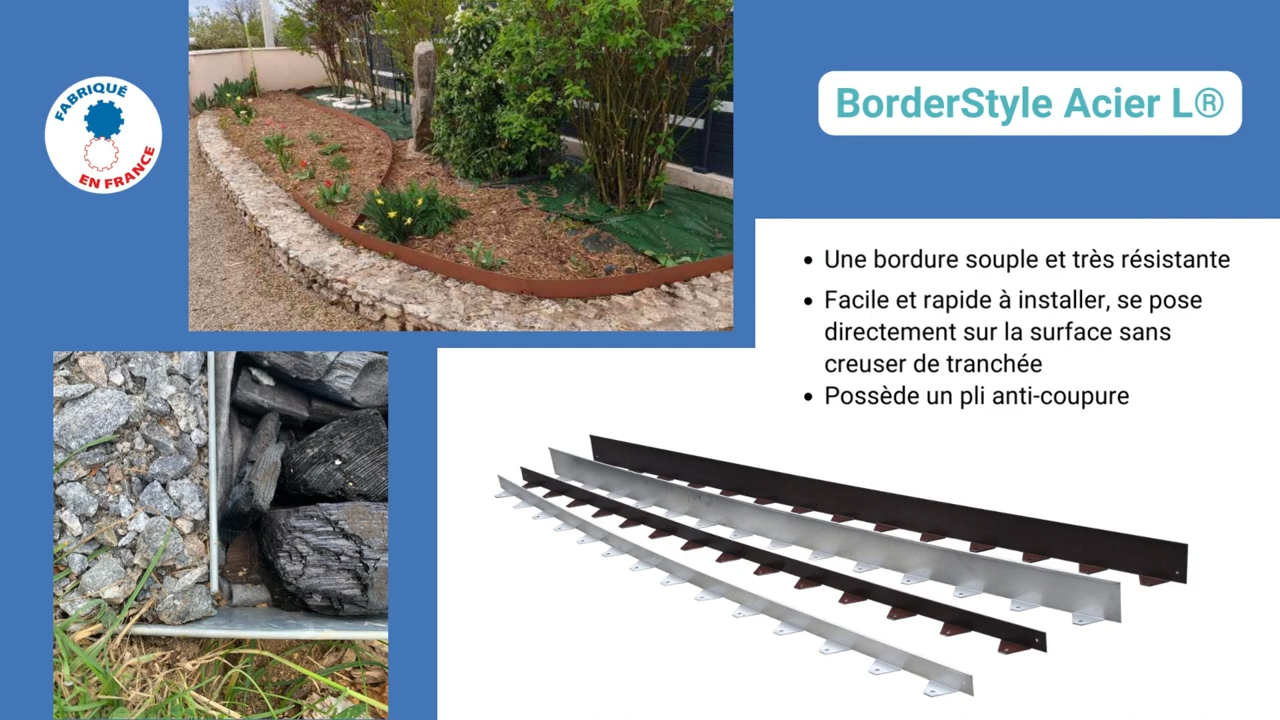 FABRIQUÉ
EN FRANCE
BorderStyle Acier L®
• Une bordure souple et très résistante
• Facile et rapide à installer, se pose
directement sur la surface sans
creuser de tranchée
• Possède un pli anti-coupure